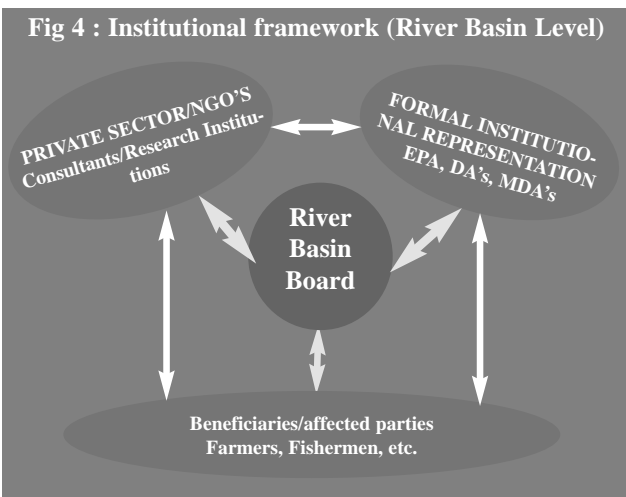 Fig 4 : Institutional framework (River Basin Level)
PRIVATE SECTOR/NGO'S
Consultants/Research Institu-
tions
FORMAL INSTITUTIO-
NAL REPRESENTATION
EPA, DA's, MDA's
River
Basin
Board
Beneficiaries/affected parties
Farmers, Fishermen, etc.